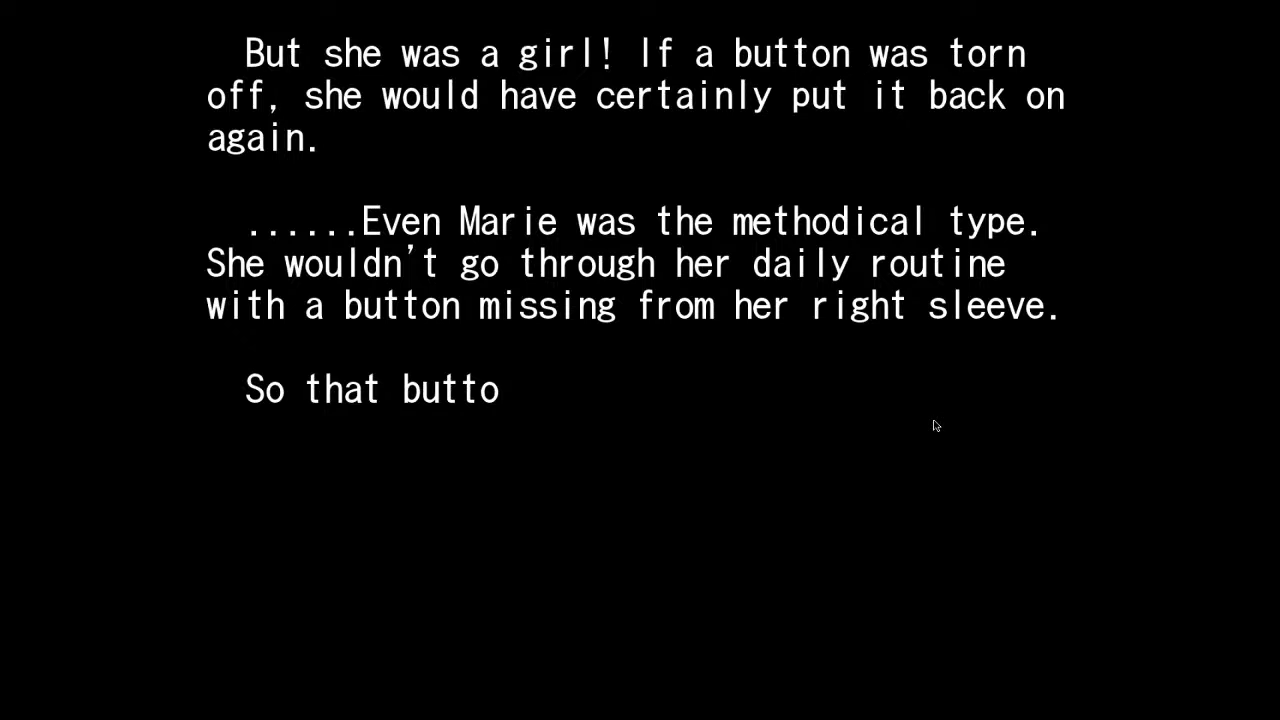 But she was a girl! If a button was torn
off, she would have certainly put it back on
again.
......Even Marie was the methodical type.
She wouldn't go through her daily routine
with a button missing from her right sleeve.
So that butto